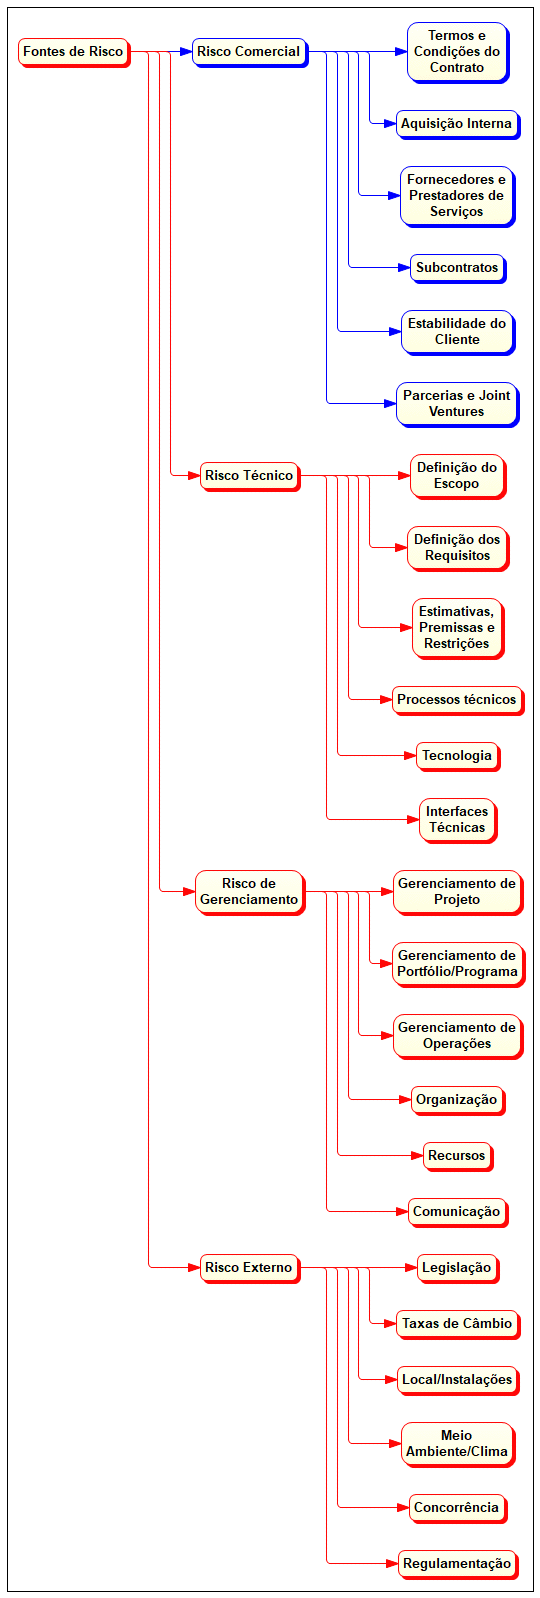 Fontes de Risco
Risco Comercial
Termos e
Condições do
Contrato
Aquisição Interna
Fornecedores e
Prestadores de
Serviços
Subcontratos
Estabilidade do
Cliente
Parcerias e Joint
Ventures
Risco Técnico
Definição do
Escopo
Definição dos
Requisitos
Estimativas,
Premissas e
Restrições
Processos técnicos
Tecnologia
Interfaces
Técnicas
Risco de
Gerenciamento
Gerenciamento de
Projeto
Gerenciamento de
Portfólio/Programa
Gerenciamento de
Operações
Organização
Recursos
Comunicação
Risco Externo
Legislação
Taxas de Câmbio
Local/Instalações
Meio
Ambiente/Clima
Concorrência
Regulamentação